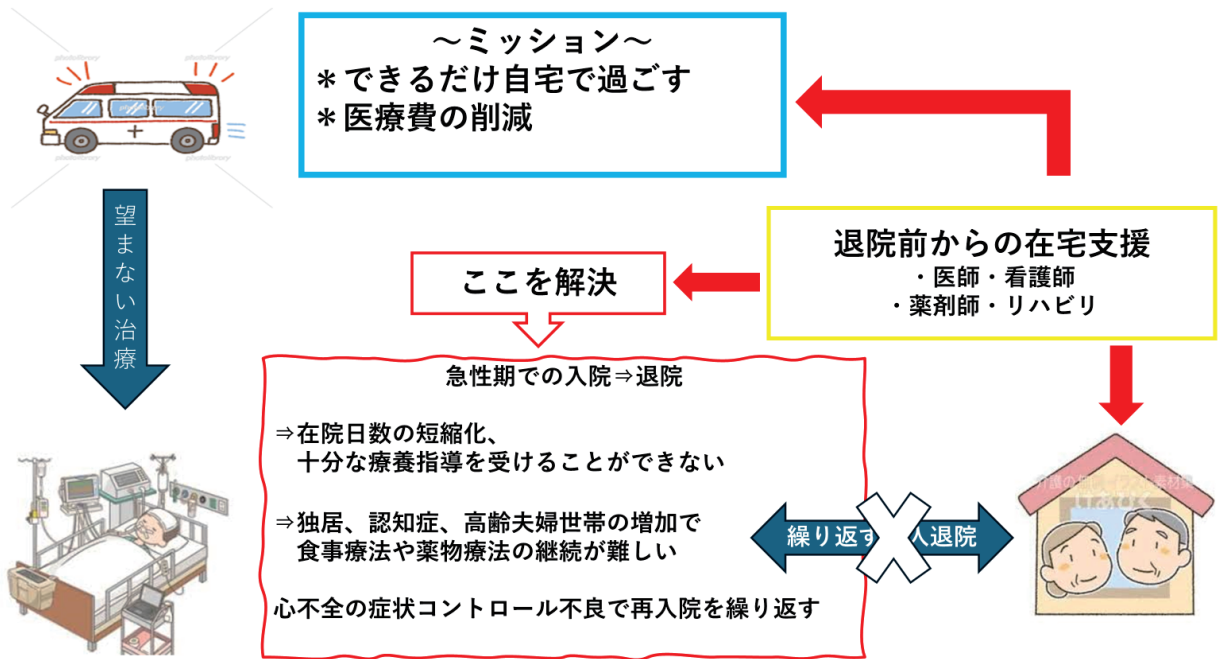 ～ミッション～
＊できるだけ自宅で過ごす
＊医療費の削減
photolibrary
望まない治療
退院前からの在宅支援
・医師・看護師
・薬剤師・リハビリ
ここを解決
急性期での入院⇒退院
⇒在院日数の短縮化、
十分な療養指導を受けることができない
⇒独居、認知症、高齢夫婦世帯の増加で
食事療法や薬物療法の継続が難しい
心不全の症状コントロール不良で再入院を繰り返す
繰り返す 入退院